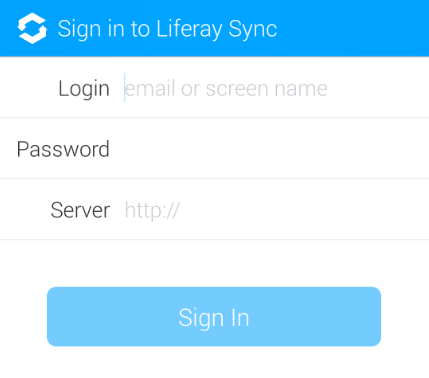 Sign in to Liferay Sync
Login email or screen name
Password
Server http://
Sign In